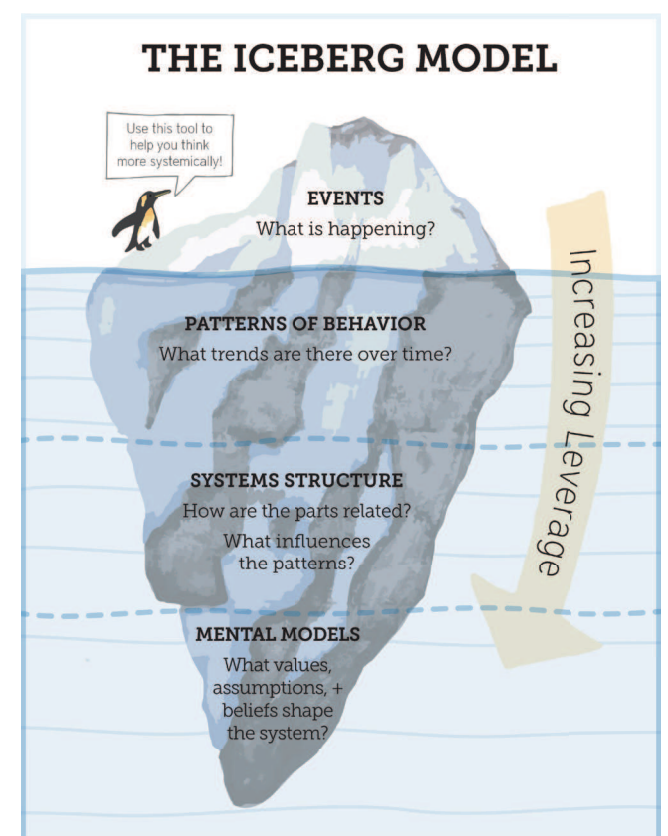 THE ICEBERG MODEL
Use this tool to
help you think
more systemically!
EVENTS
What is happening?
PATTERNS OF BEHAVIOR
What trends are there over time?
SYSTEMS STRUCTURE
How are the parts related?
What influences
the patterns?
MENTAL MODELS
What values,
assumptions, +
beliefs shape
the system?
Increasing Leverage